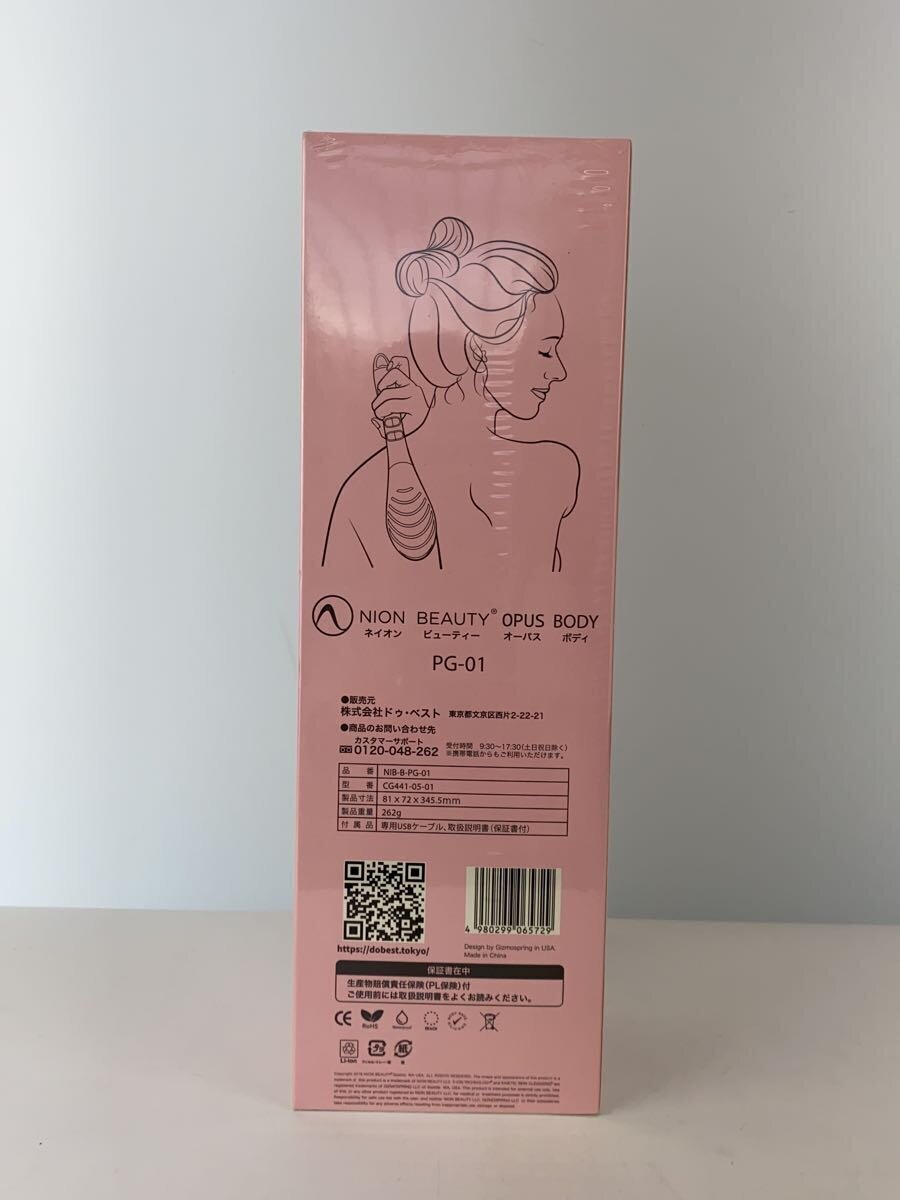 NION BEAUTY® OPUS BODY
ネイオン ビューティー オーパス ボディ
PG-01
●販売元
株式会社ドゥ・ベスト 東京都文京区西片2-22-21
●商品のお問い合わせ先
カスタマーサポート
0120-048-262 受付時間 9:30〜17:30(土日祝日除く)
※携帯電話からもご利用いただけます。
品番 NIB-B-PG-01
型番 CG441-05-01
製品寸法 81×72×345.5mm
製品重量 262g
付属品 専用USBケーブル、取扱説明書(保証書付)
4 980299 065729
https://dobest.tokyo/
Design by Gizmospring in USA.
Made in China
保証書在中
生産物賠償責任保険(PL保険)付
ご使用前には取扱説明書をよくお読みください。
CE RoHS Waterproof REACH
Li-ion プラ 紙